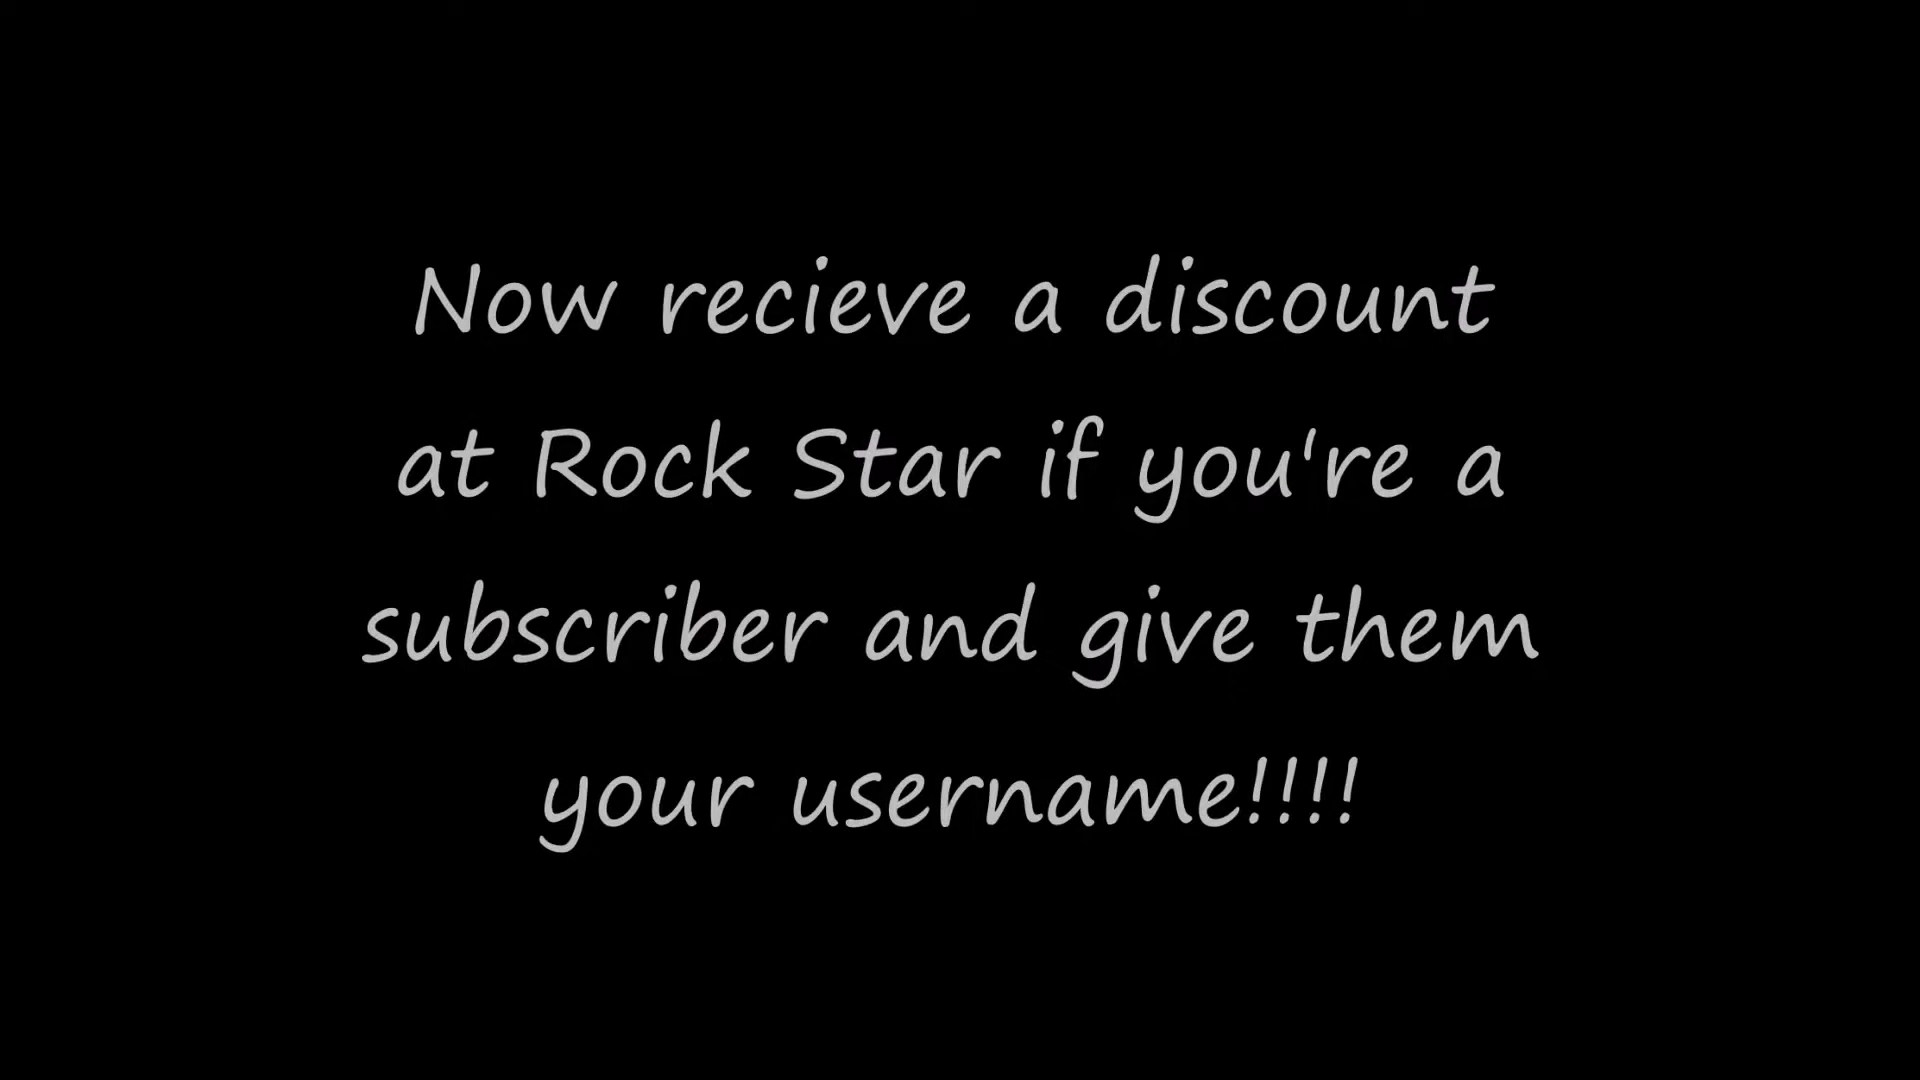 Now recieve a discount
at Rock Star if you're a
subscriber and give them
your username!!!!